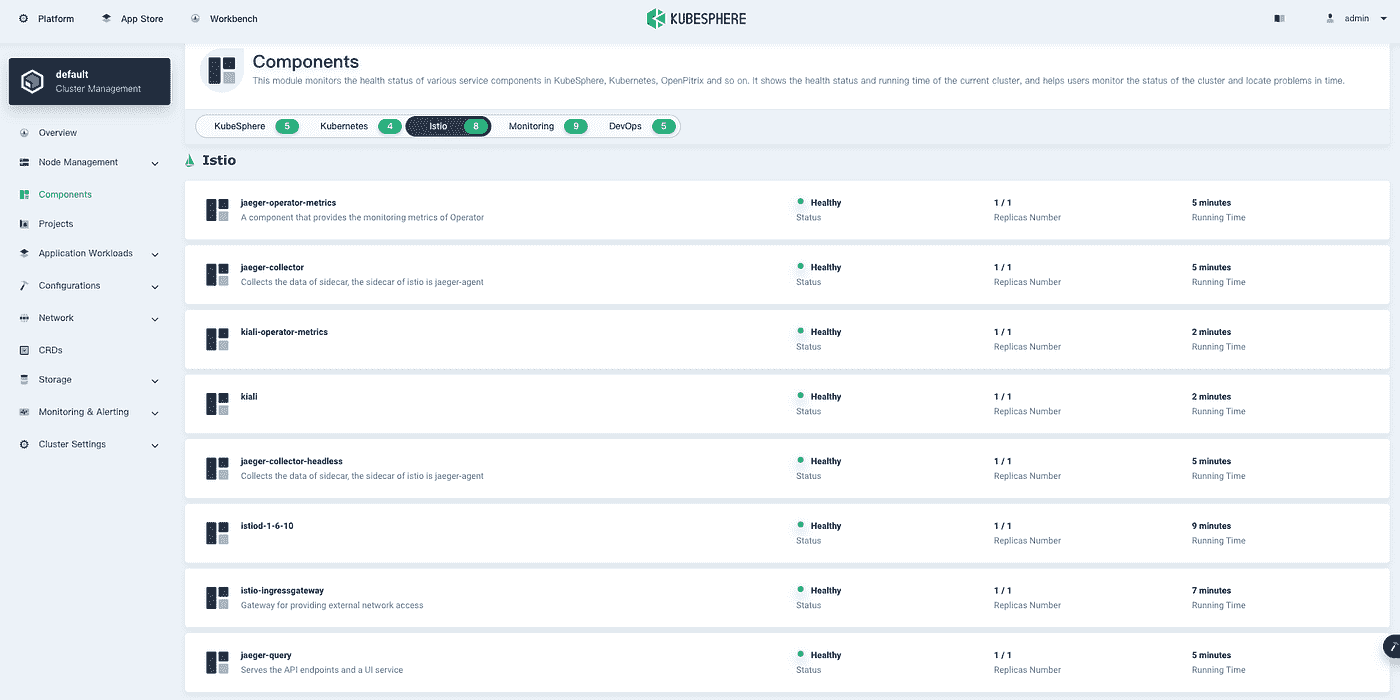 Platform
App Store
Workbench
KUBESPHERE
admin
default
Cluster Management
Overview
Node Management
Components
Projects
Application Workloads
Configurations
Network
CRDs
Storage
Monitoring & Alerting
Cluster Settings
Components
This module monitors the health status of various service components in KubeSphere, Kubernetes, OpenPitrix and so on. It shows the health status and running time of the current cluster, and helps users monitor the status of the cluster and locate problems in time.
KubeSphere 5 Kubernetes 4 Istio 8 Monitoring 9 DevOps 5
Istio
jaeger-operator-metrics Healthy 1 / 1 5 minutes
A component that provides the monitoring metrics of Operator Status Replicas Number Running Time
jaeger-collector Healthy 1 / 1 5 minutes
Collects the data of sidecar, the sidecar of istio is jaeger-agent Status Replicas Number Running Time
kiali-operator-metrics Healthy 1 / 1 2 minutes
Status Replicas Number Running Time
kiali Healthy 1 / 1 2 minutes
Status Replicas Number Running Time
jaeger-collector-headless Healthy 1 / 1 5 minutes
Collects the data of sidecar, the sidecar of istio is jaeger-agent Status Replicas Number Running Time
istiod-1-6-10 Healthy 1 / 1 9 minutes
Status Replicas Number Running Time
istio-ingressgateway Healthy 1 / 1 7 minutes
Gateway for providing external network access Status Replicas Number Running Time
jaeger-query Healthy 1 / 1 5 minutes
Serves the API endpoints and a UI service Status Replicas Number Running Time